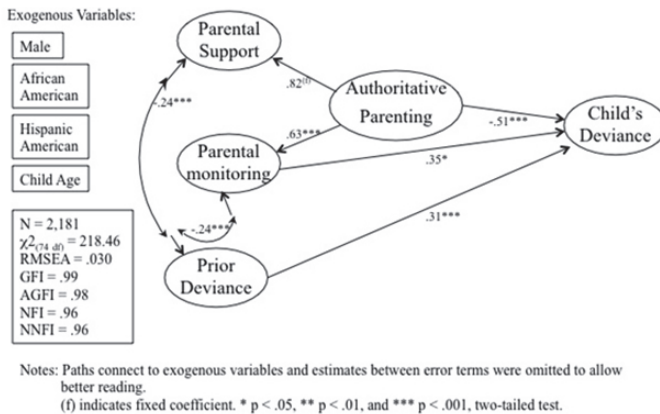 Exogenous Variables:
Male
African
American
Hispanic
American
Child Age
N = 2,181
χ2(74 df) = 218.46
RMSEA = .030
GFI = .99
AGFI = .98
NFI = .96
NNFI = .96
Parental
Support
-.24***
.82(f)
Authoritative
Parenting
-.51***
Child's
Deviance
.63***
Parental
monitoring
.35*
-.24***
.31***
Prior
Deviance
Notes: Paths connect to exogenous variables and estimates between error terms were omitted to allow
better reading.
(f) indicates fixed coefficient. * p < .05, ** p < .01, and *** p < .001, two-tailed test.